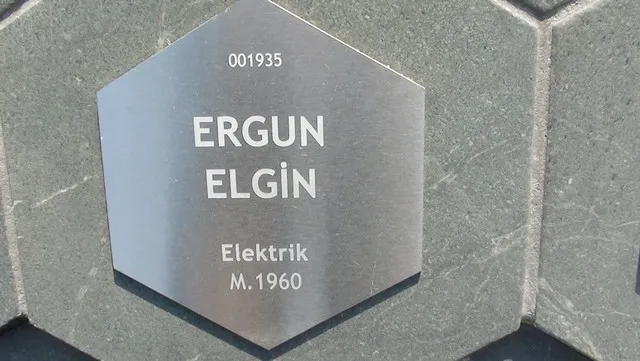 001935
ERGUN
ELGİN
Elektrik
M.1960